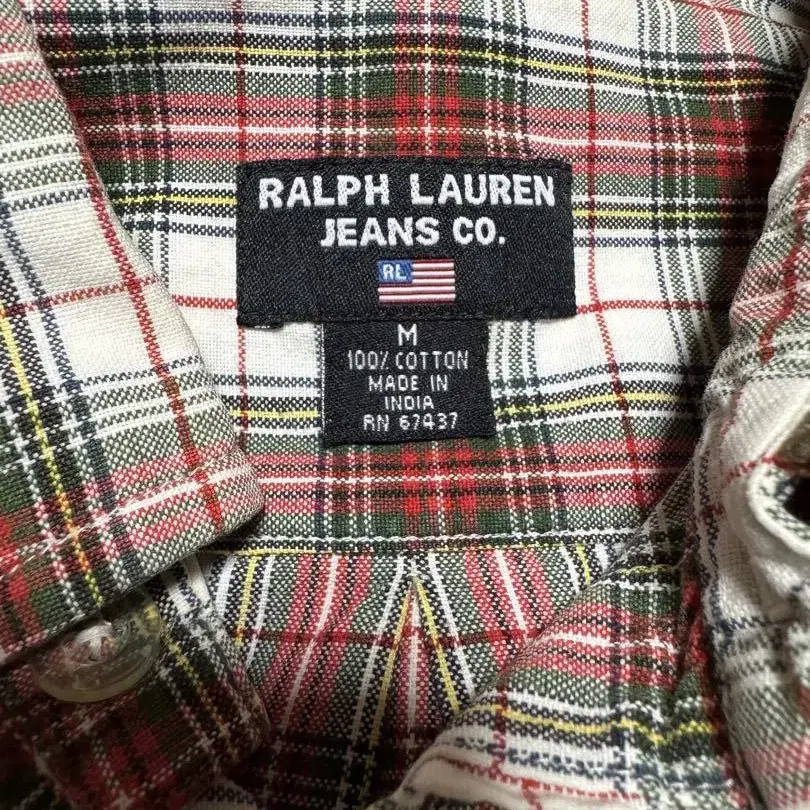 RALPH LAUREN
JEANS CO.
RL
M
100% COTTON
MADE IN
INDIA
RN 67437